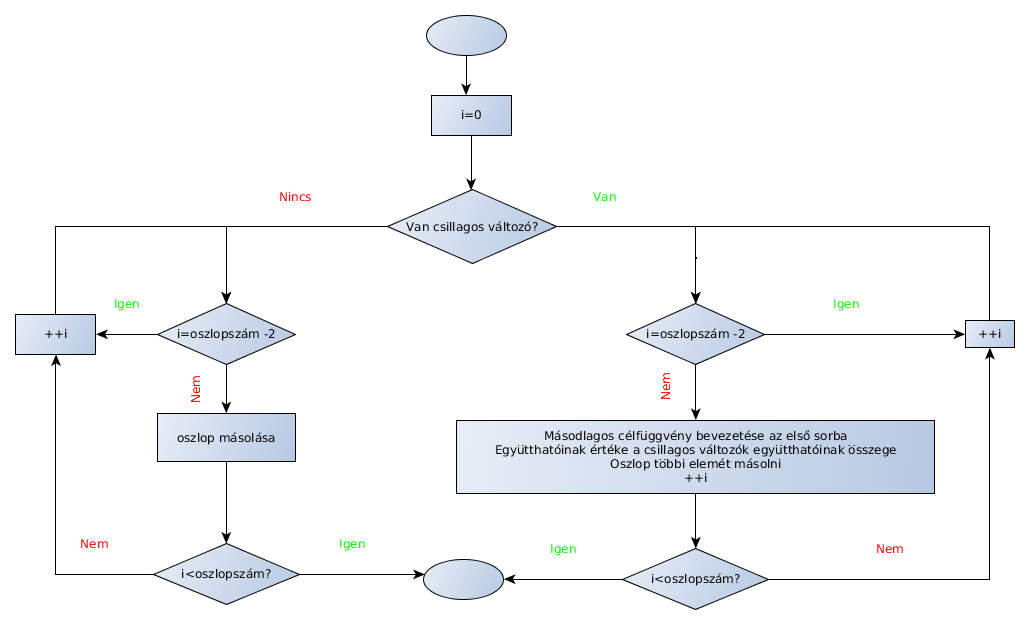 i=0
Nincs
Van
Van csillagos változó?
Igen
Igen
++i
i=oszlopszám -2
i=oszlopszám -2
++i
Nem
Nem
oszlop másolása
Másodlagos célfüggvény bevezetése az első sorba
Együtthatóinak értéke a csillagos változók együtthatóinak összege
Oszlop többi elemét másolni
++i
Nem
Igen
Igen
Nem
i<oszlopszám?
i<oszlopszám?